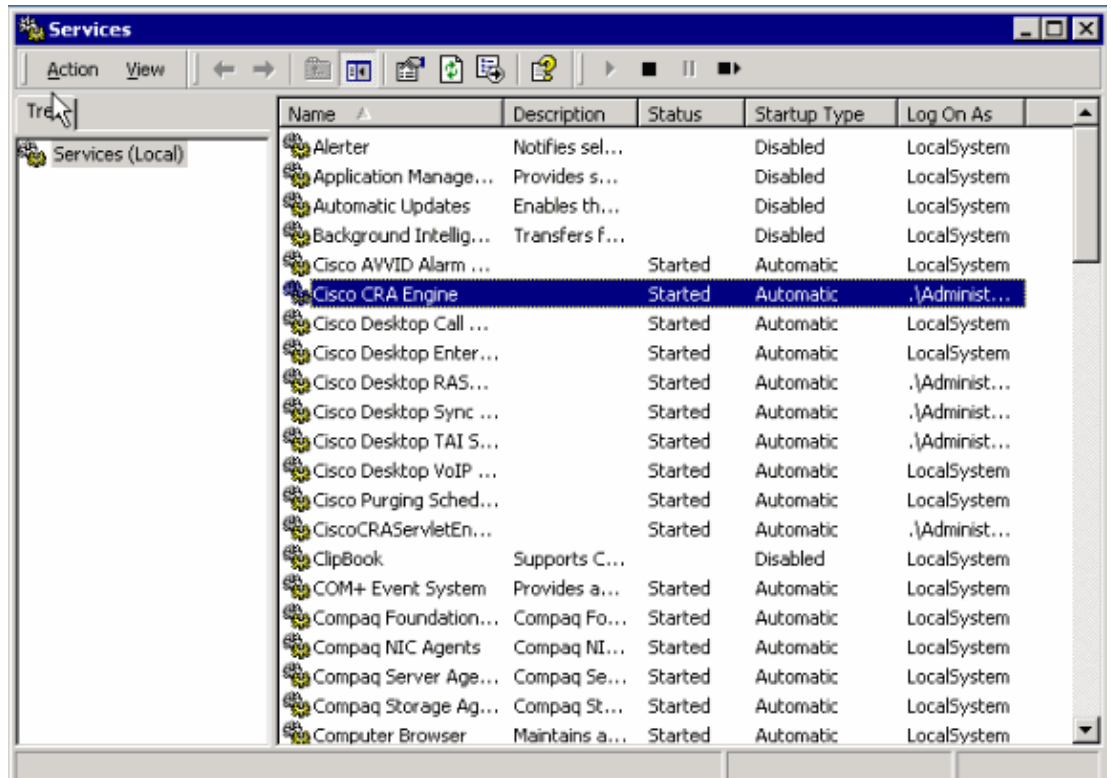 Services
Action View
Tree
Name Description Status Startup Type Log On As
Services (Local)
Alerter Notifies sel... Disabled LocalSystem
Application Manage... Provides s... Disabled LocalSystem
Automatic Updates Enables th... Disabled LocalSystem
Background Intellig... Transfers f... Disabled LocalSystem
Cisco AVVID Alarm ... Started Automatic LocalSystem
Cisco CRA Engine Started Automatic .\Administ...
Cisco Desktop Call ... Started Automatic LocalSystem
Cisco Desktop Enter... Started Automatic LocalSystem
Cisco Desktop RAS... Started Automatic .\Administ...
Cisco Desktop Sync ... Started Automatic .\Administ...
Cisco Desktop TAI S... Started Automatic .\Administ...
Cisco Desktop VoIP ... Started Automatic LocalSystem
Cisco Purging Sched... Started Automatic LocalSystem
CiscoCRAServletEn... Started Automatic .\Administ...
ClipBook Supports C... Disabled LocalSystem
COM+ Event System Provides a... Started Automatic LocalSystem
Compaq Foundation... Compaq Fo... Started Automatic LocalSystem
Compaq NIC Agents Compaq NI... Started Automatic LocalSystem
Compaq Server Age... Compaq Se... Started Automatic LocalSystem
Compaq Storage Ag... Compaq St... Started Automatic LocalSystem
Computer Browser Maintains a... Started Automatic LocalSystem